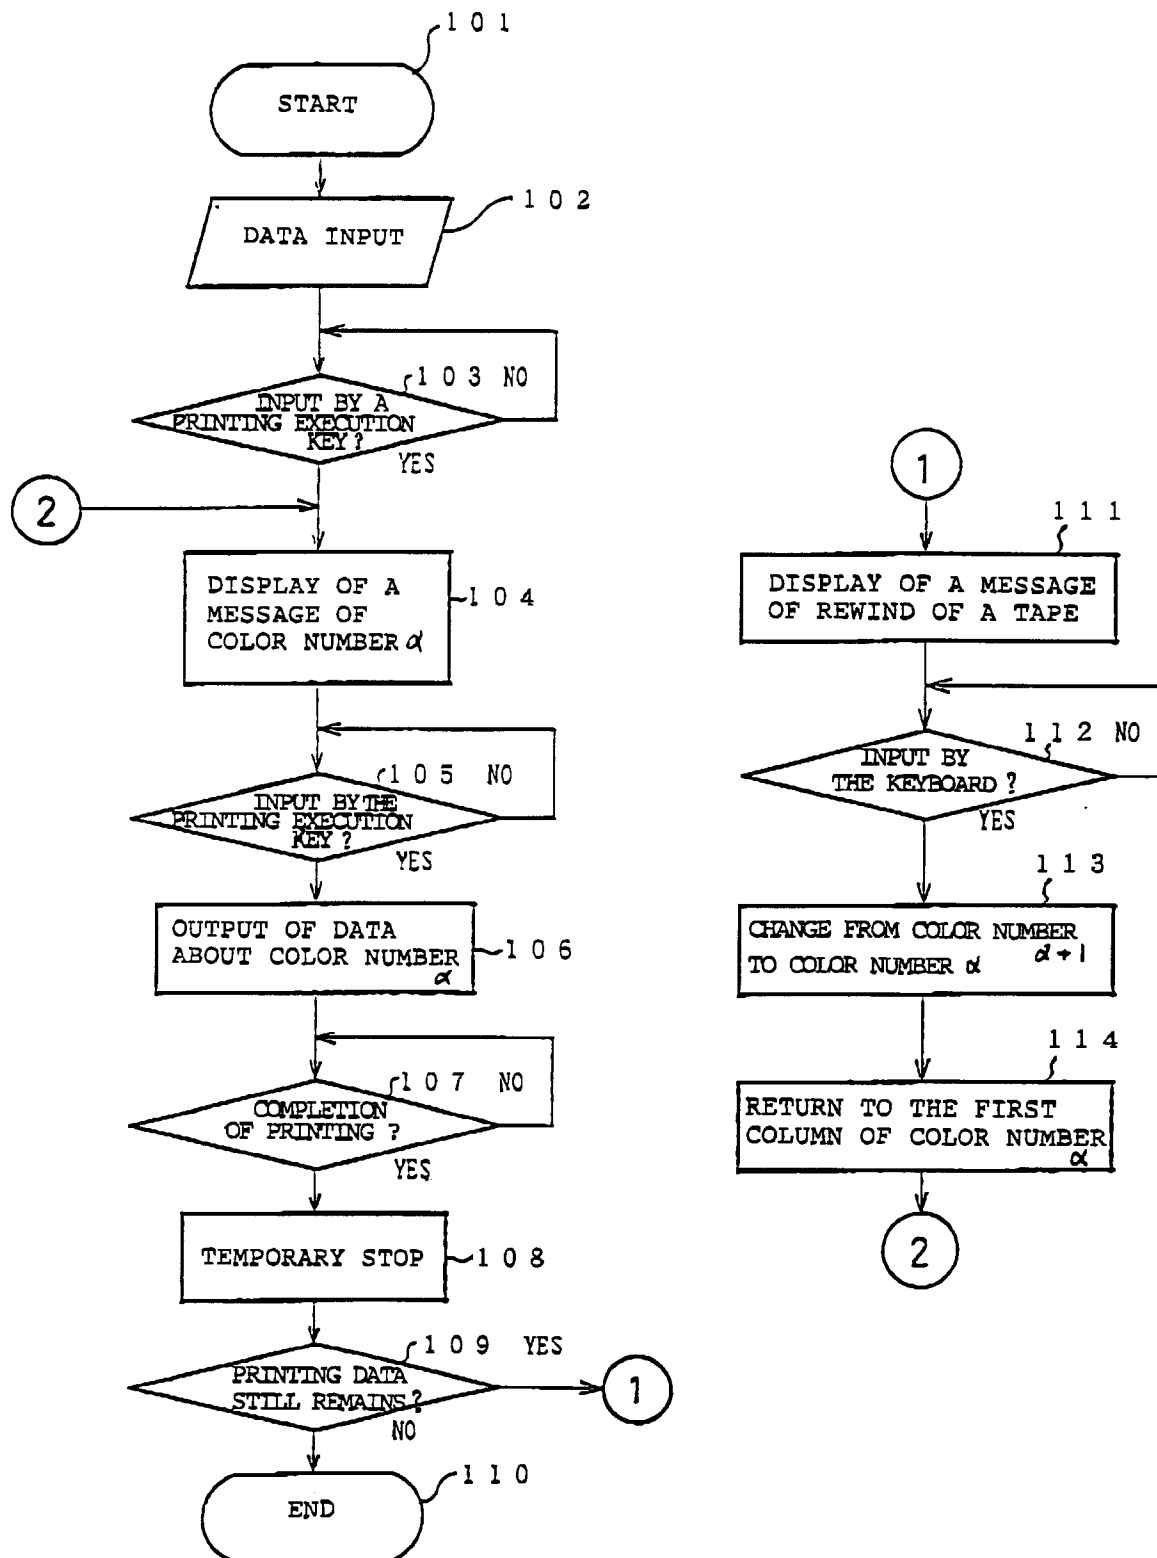 101
START
102
DATA INPUT
103 NO
INPUT BY A
PRINTING EXECUTION
KEY?
YES
2
104
DISPLAY OF A
MESSAGE OF
COLOR NUMBER α
105 NO
INPUT BY THE
PRINTING EXECUTION
KEY?
YES
OUTPUT OF DATA
ABOUT COLOR NUMBER
α
106
107 NO
COMPLETION
OF PRINTING?
YES
TEMPORARY STOP
108
109 YES
PRINTING DATA
STILL REMAINS?
NO
1
110
END
1
111
DISPLAY OF A MESSAGE
OF REWIND OF A TAPE
112 NO
INPUT BY
THE KEYBOARD?
YES
113
CHANGE FROM COLOR NUMBER
α+1
TO COLOR NUMBER α
114
RETURN TO THE FIRST
COLUMN OF COLOR NUMBER
α
2